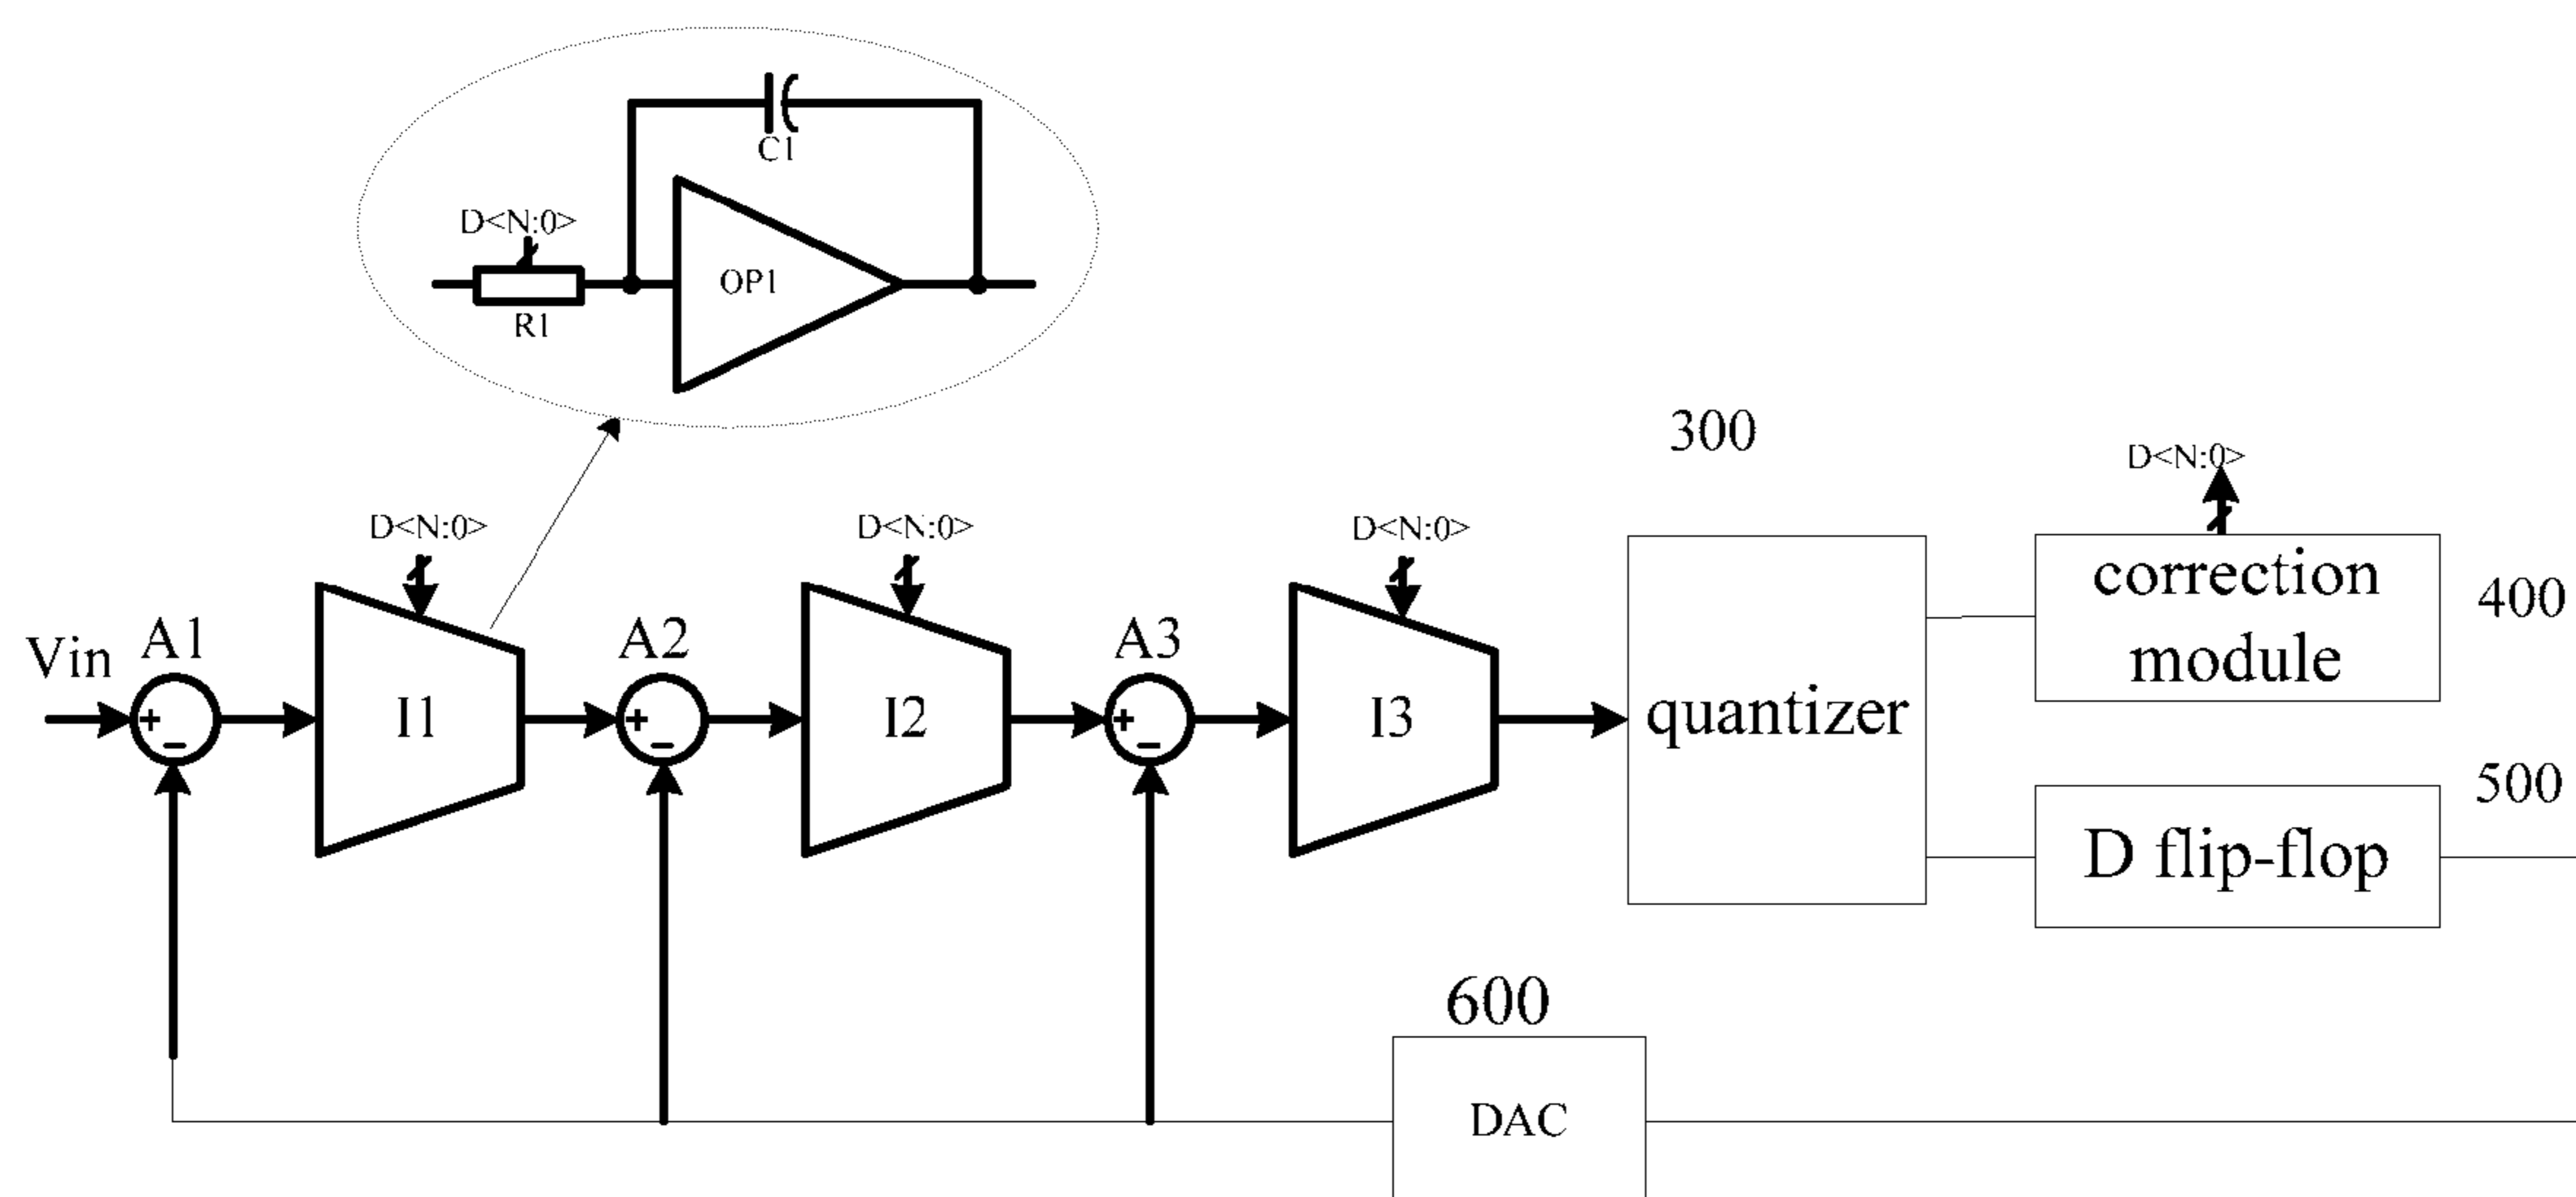 C1
D<N:0>
OP1
R1
300
D<N:0>
D<N:0>
D<N:0>
D<N:0>
correction
module
400
Vin
A1
I1
A2
I2
A3
I3
quantizer
500
D flip-flop
600
DAC